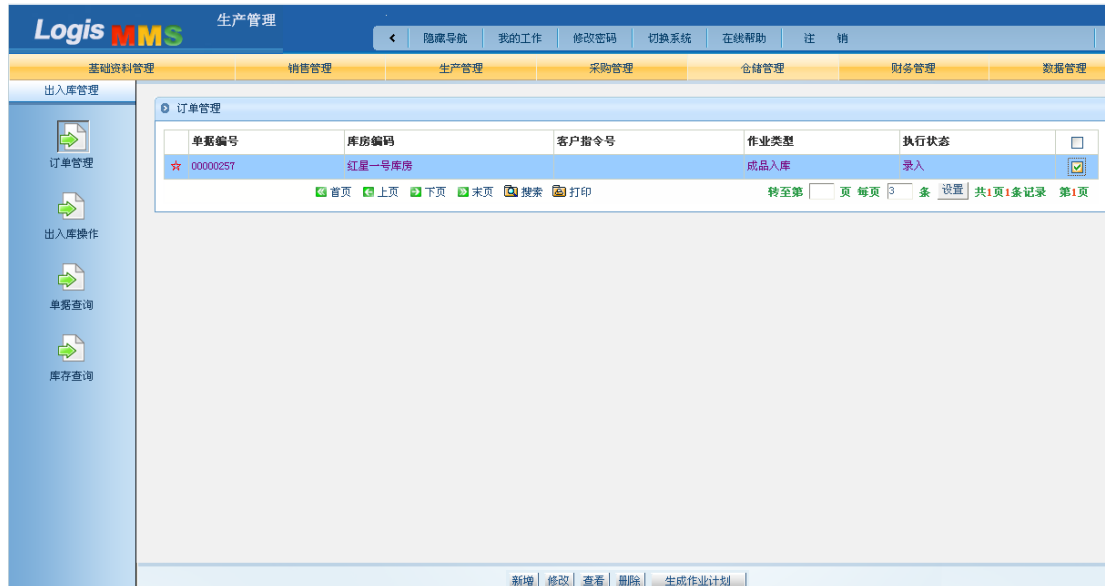 Logis MMS 生产管理
隐藏导航 我的工作 修改密码 切换系统 在线帮助 注 销
基础资料管理 销售管理 生产管理 采购管理 仓储管理 财务管理 数据管理
出入库管理
订单管理
单据编号 库房编码 客户指令号 作业类型 执行状态
00000257 红星一号库房 成品入库 录入
首页 上页 下页 末页 搜索 打印 转至第 页 每页 3 条 设置 共1页1条记录 第1页
订单管理
出入库操作
单据查询
库存查询
新增 修改 查看 删除 生成作业计划